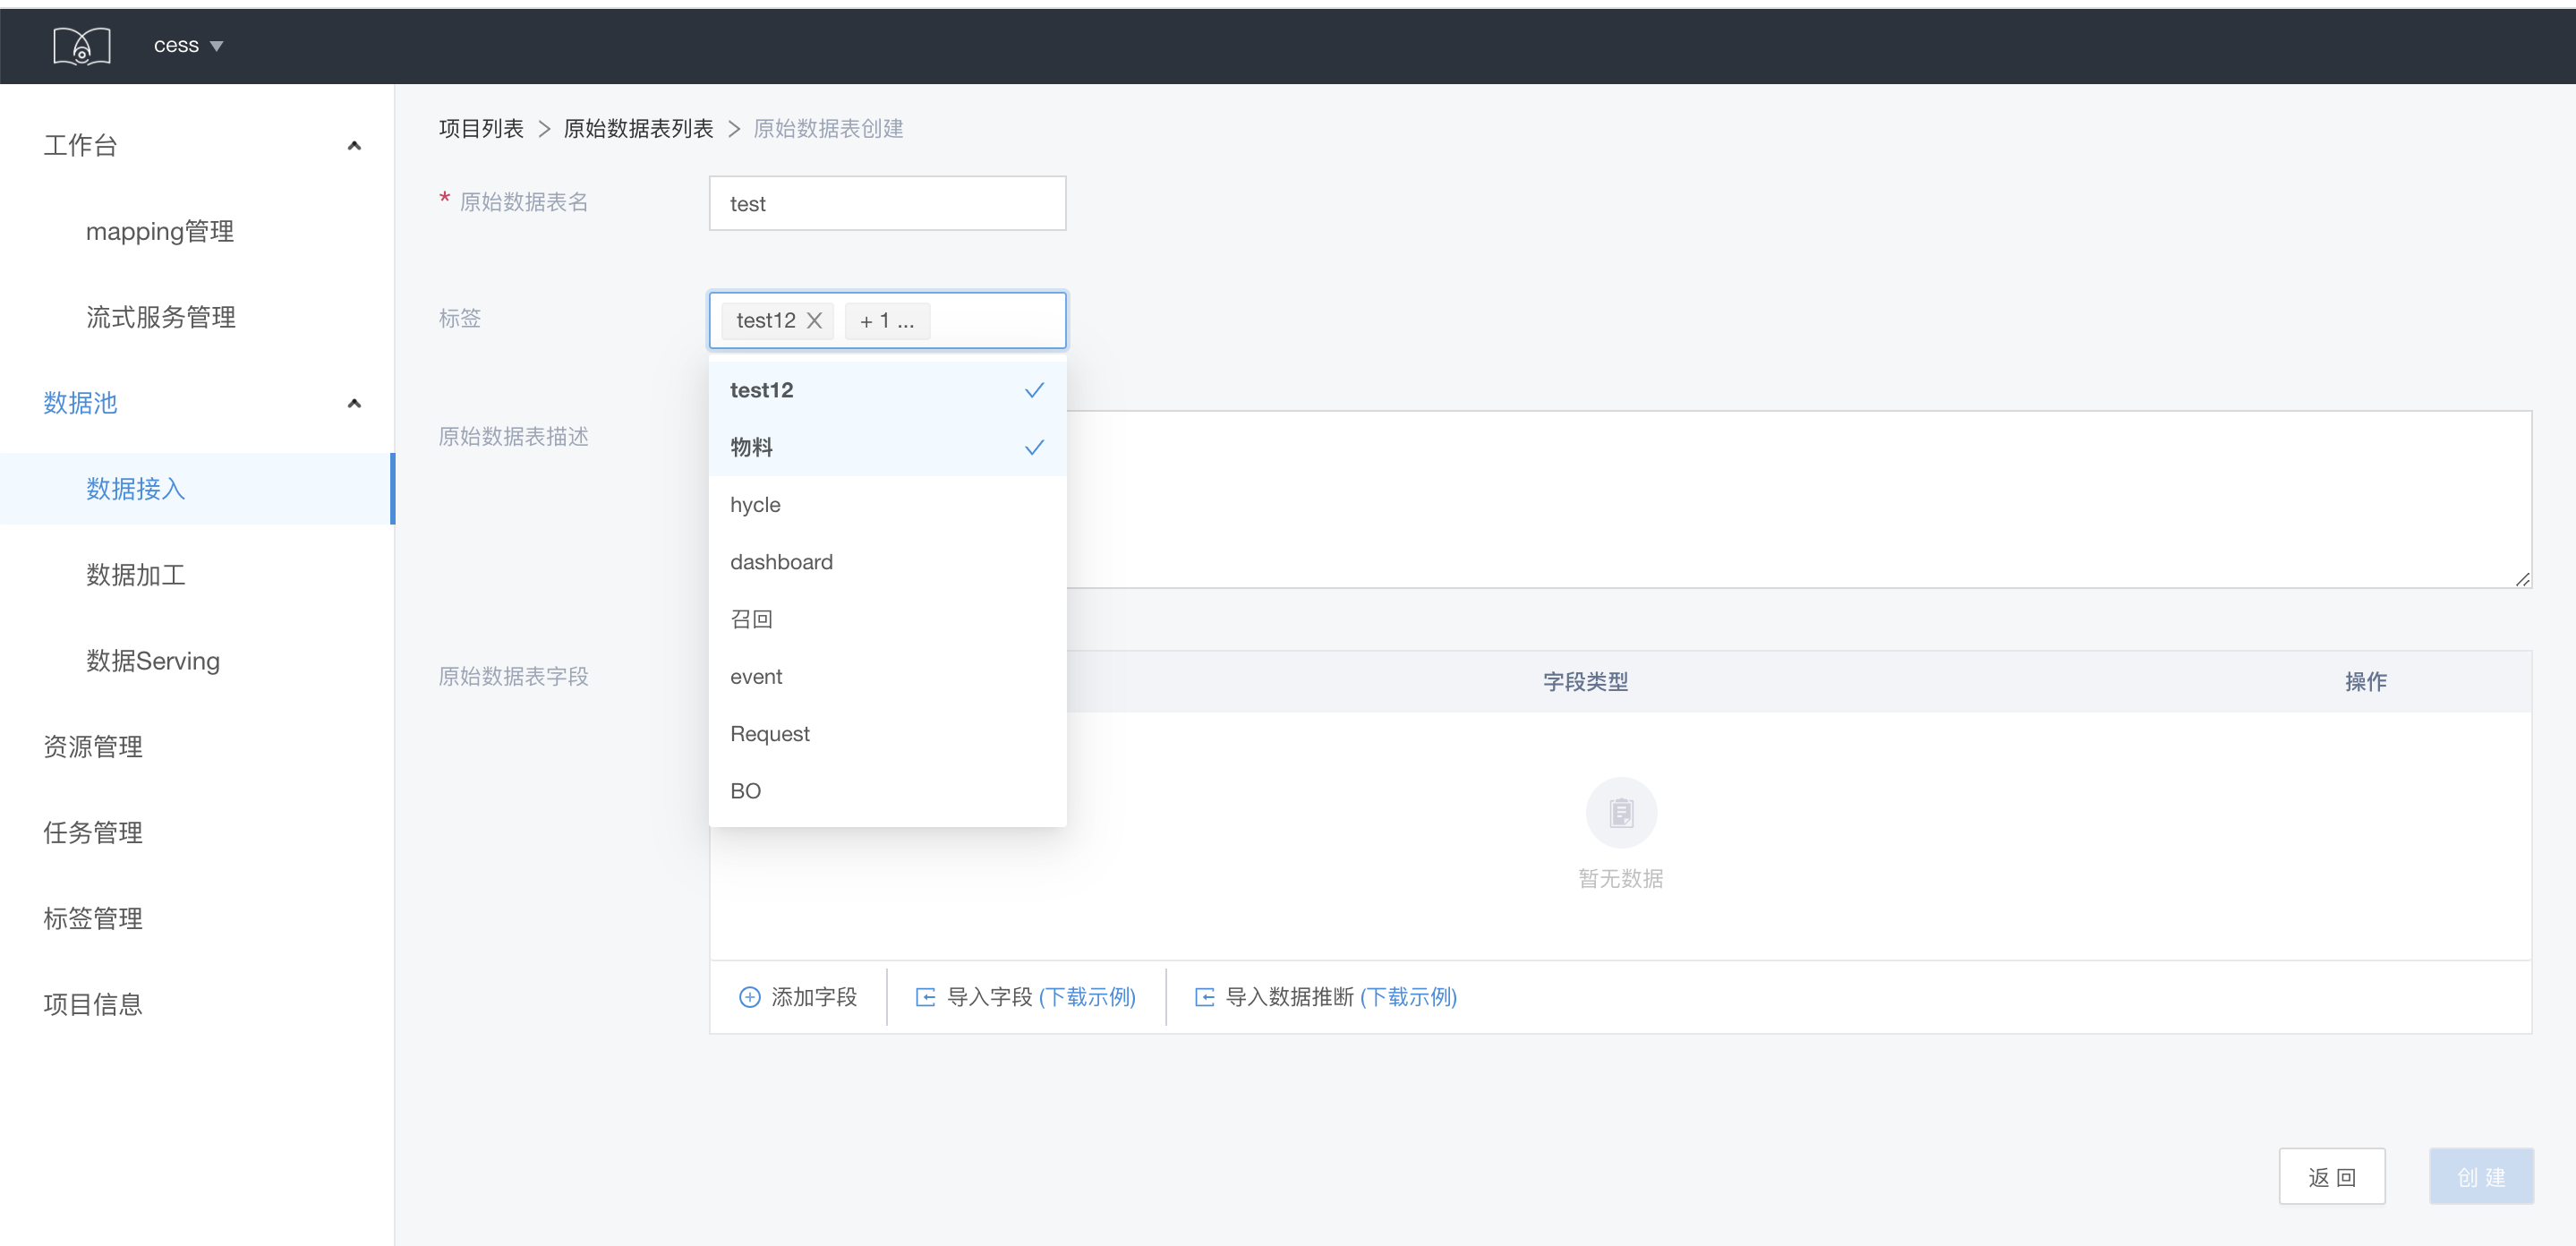 cess
工作台
mapping管理
流式服务管理
数据池
数据接入
数据加工
数据Serving
资源管理
任务管理
标签管理
项目信息
项目列表 > 原始数据表列表 > 原始数据表创建
* 原始数据表名
test
标签
test12
+ 1 ...
test12
物料
hycle
dashboard
召回
event
Request
BO
原始数据表描述
原始数据表字段
字段类型
操作
暂无数据
添加字段
导入字段 (下载示例)
导入数据推断 (下载示例)
返 回
创 建